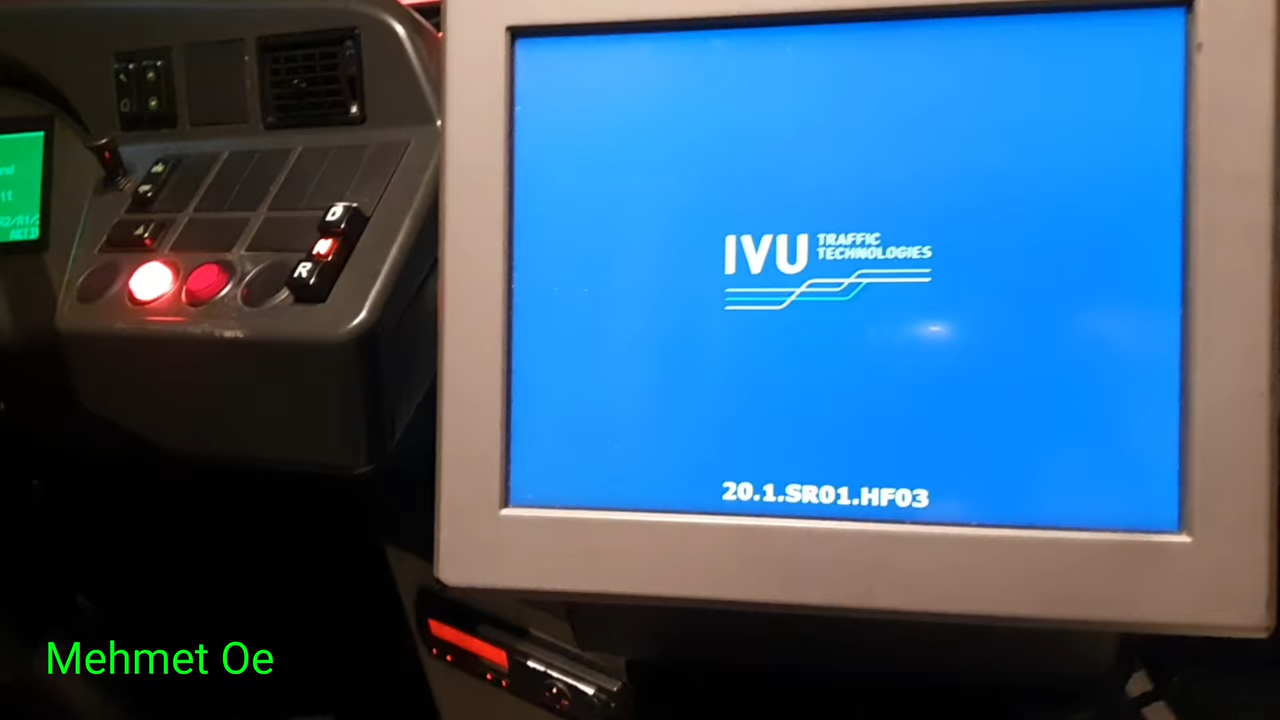 D
N
R
IVU TRAFFIC
TECHNOLOGIES
20.1.SR01.HF03
Mehmet Oe